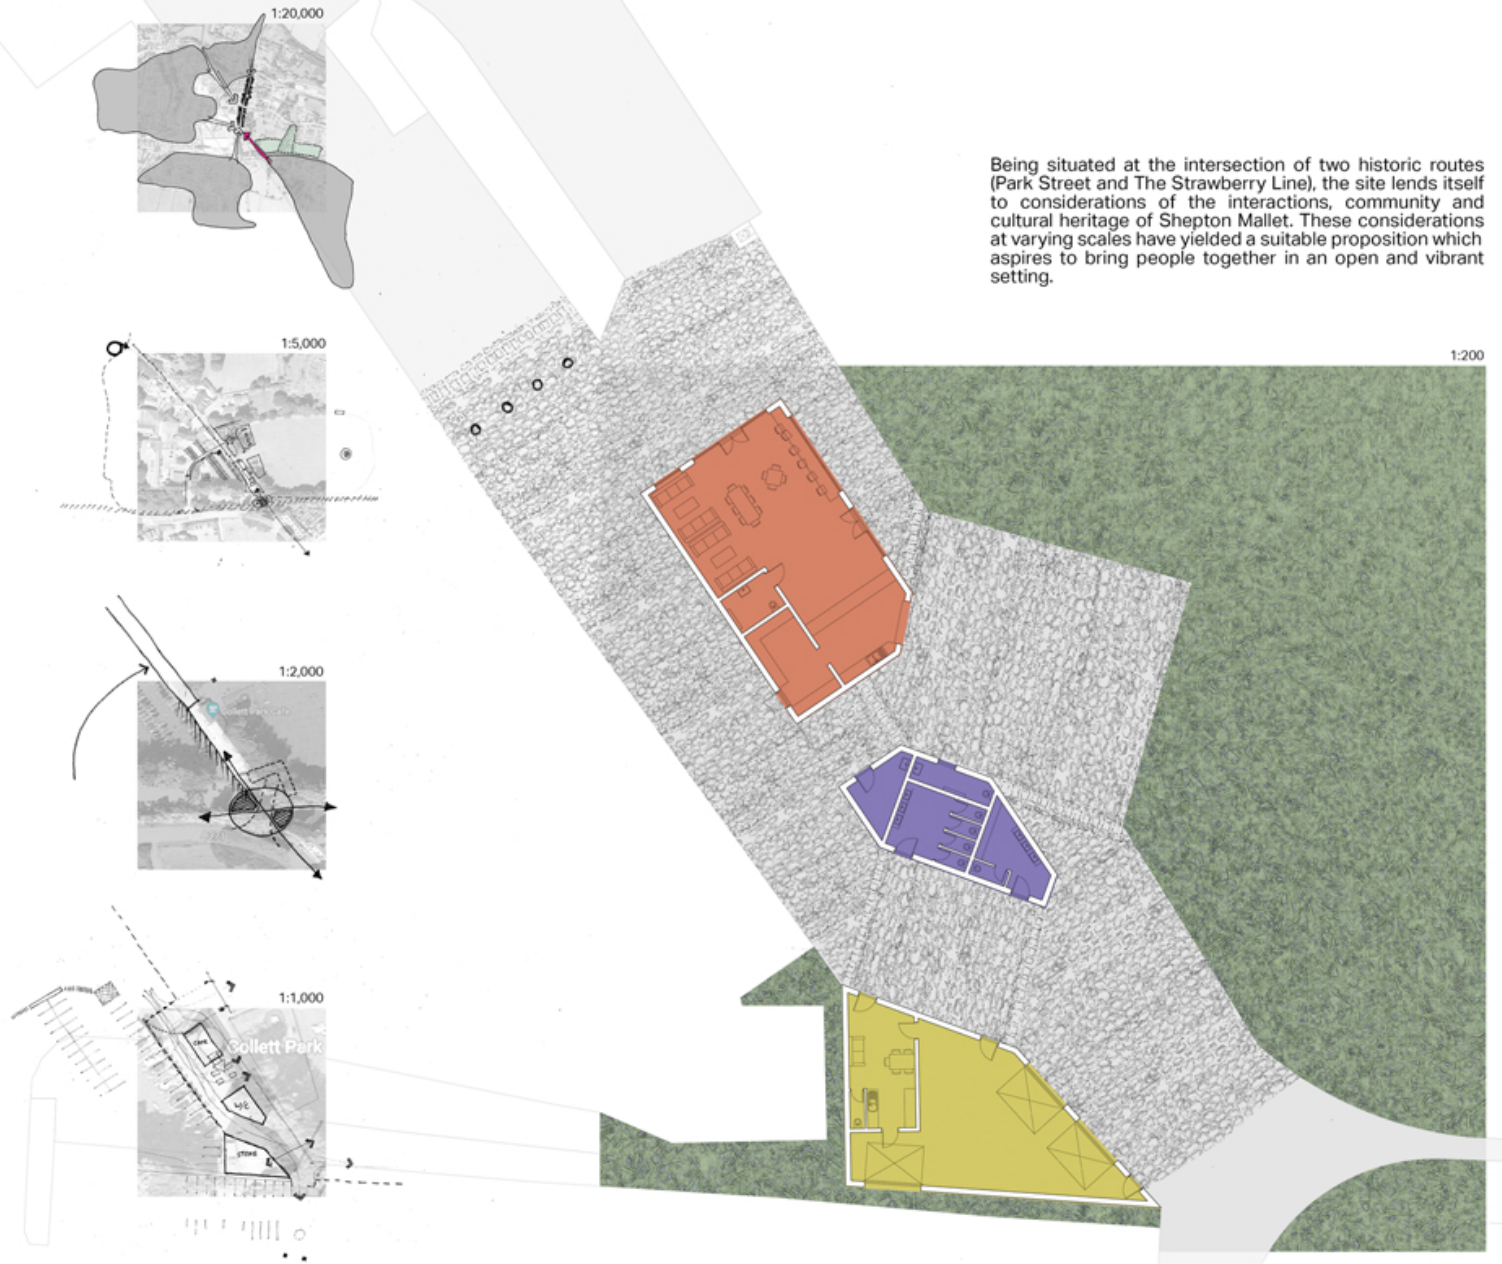 1:20,000
Being situated at the intersection of two historic routes
(Park Street and The Strawberry Line), the site lends itself
to considerations of the interactions, community and
cultural heritage of Shepton Mallet. These considerations
at varying scales have yielded a suitable proposition which
aspires to bring people together in an open and vibrant
setting.
1:5,000
1:200
1:2,000
1:1,000
Collett Park
CAFE
W/C
STORE